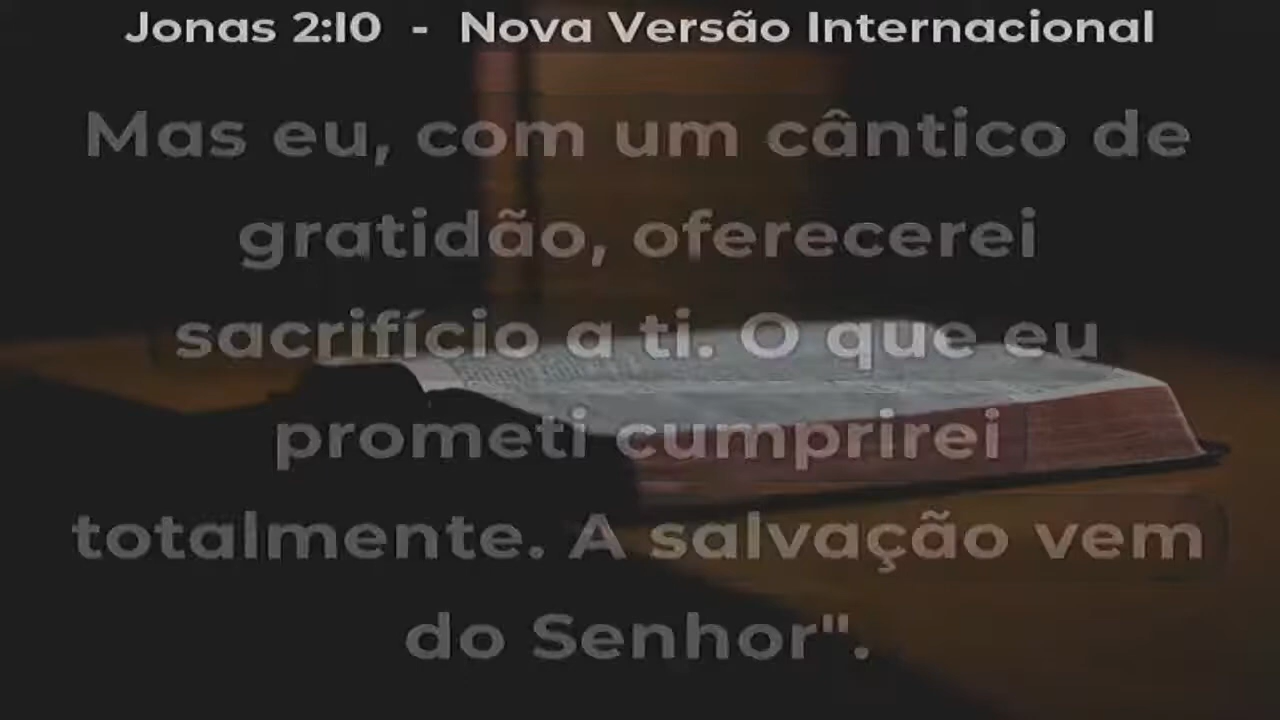 Jonas 2:10 - Nova Versão Internacional
Mas eu, com um cântico de
gratidão, oferecerei
sacrifício a ti. O que eu
prometi cumprirei
totalmente. A salvação vem
do Senhor".